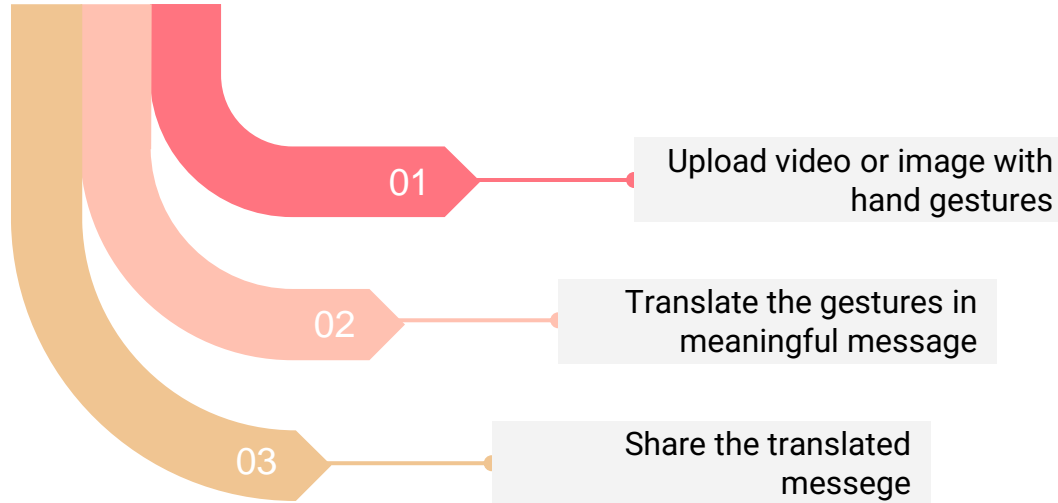 01
Upload video or image with
hand gestures
02
Translate the gestures in
meaningful message
03
Share the translated
messege